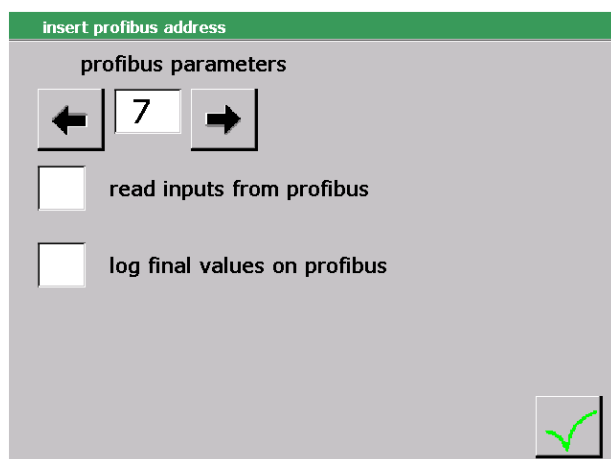 insert profibus address
profibus parameters
7
read inputs from profibus
log final values on profibus